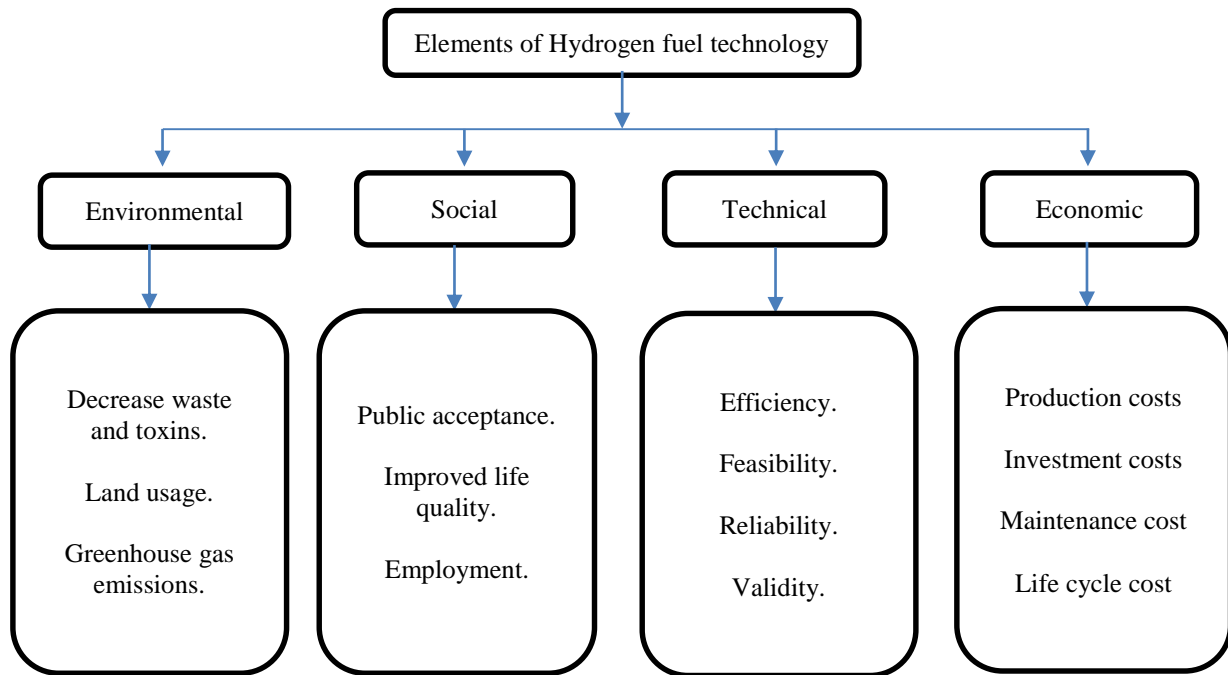 Elements of Hydrogen fuel technology
Environmental
Social
Technical
Economic
Decrease waste
and toxins.
Land usage.
Greenhouse gas
emissions.
Public acceptance.
Improved life
quality.
Employment.
Efficiency.
Feasibility.
Reliability.
Validity.
Production costs
Investment costs
Maintenance cost
Life cycle cost